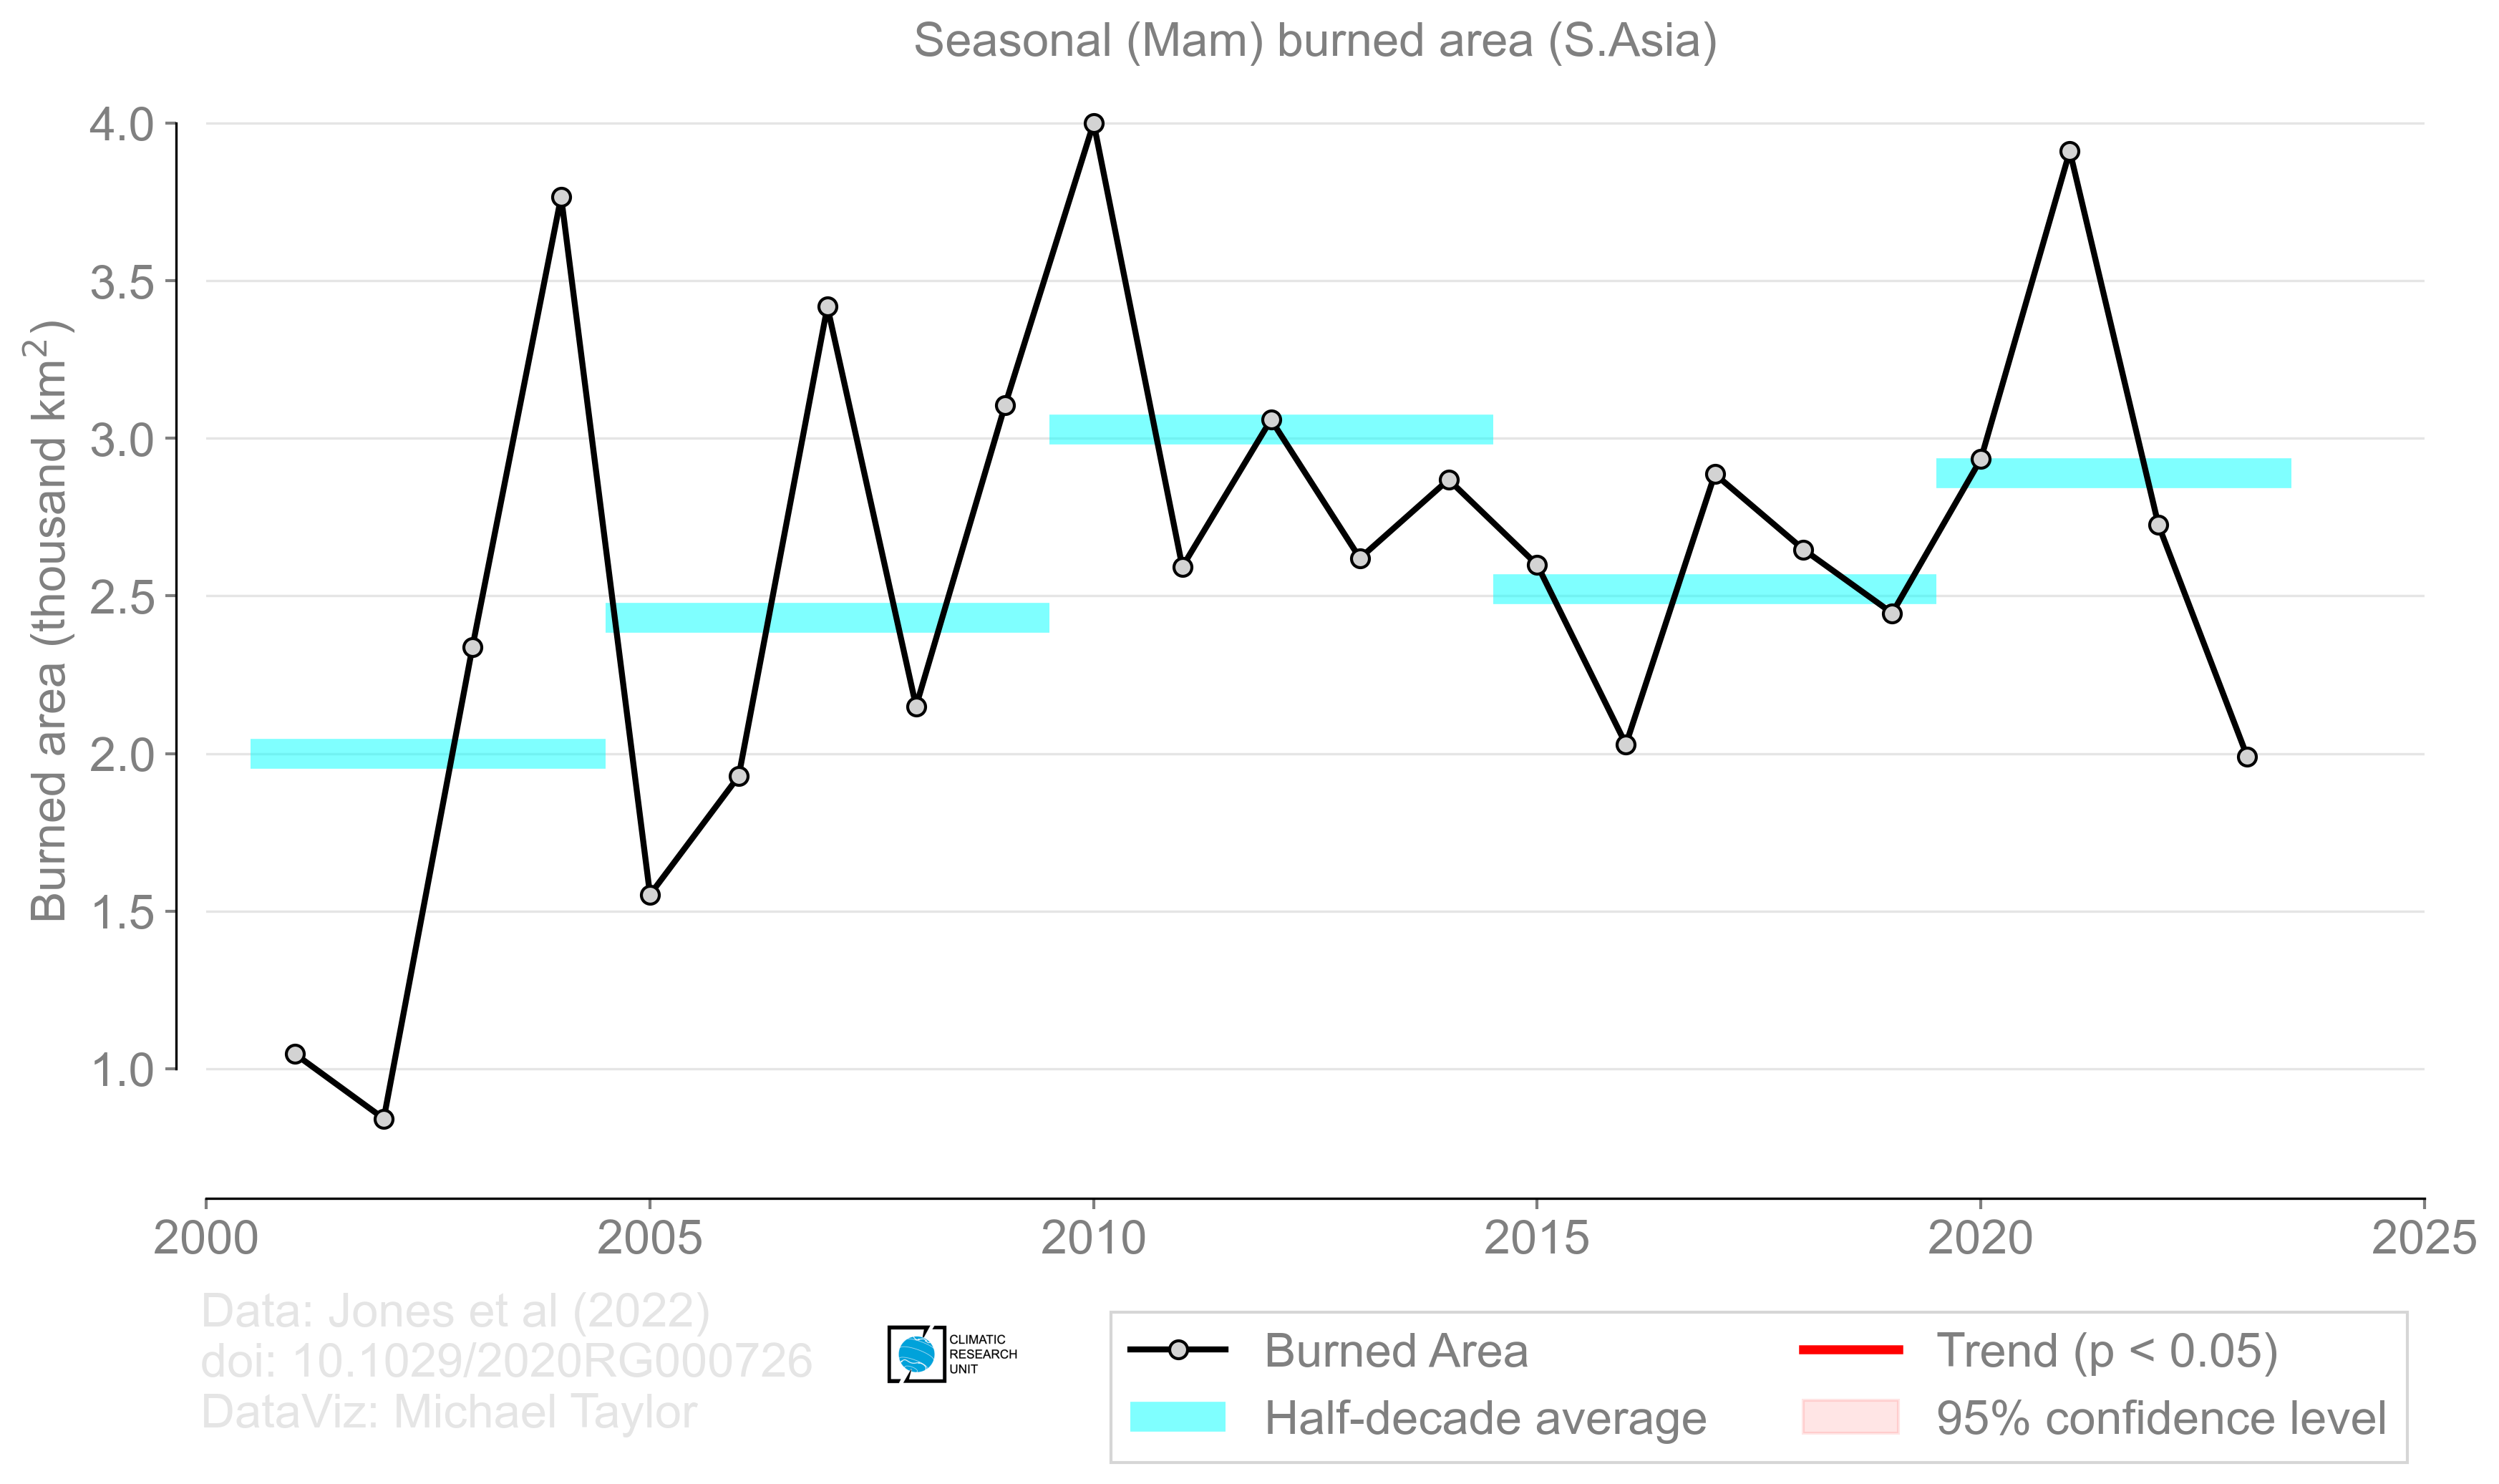 Seasonal (Mam) burned area (S.Asia)
Burned area (thousand km²)
4.0
3.5
3.0
2.5
2.0
1.5
1.0
2000 2005 2010 2015 2020 2025
Data: Jones et al (2022)
doi: 10.1029/2020RG000726
DataViz: Michael Taylor
CLIMATIC
RESEARCH
UNIT
Burned Area
Half-decade average
Trend (p < 0.05)
95% confidence level